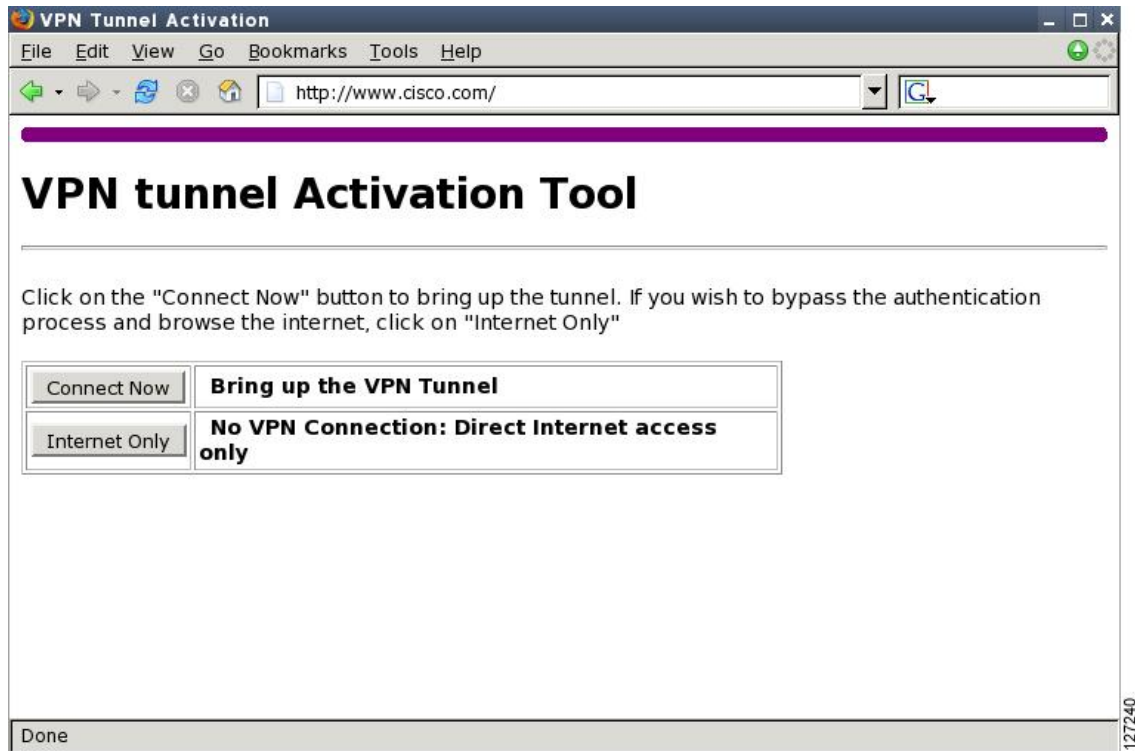 VPN Tunnel Activation
File Edit View Go Bookmarks Tools Help
http://www.cisco.com/
G
VPN tunnel Activation Tool
Click on the "Connect Now" button to bring up the tunnel. If you wish to bypass the authentication
process and browse the internet, click on "Internet Only"
Connect Now Bring up the VPN Tunnel
Internet Only No VPN Connection: Direct Internet access
only
Done
127240